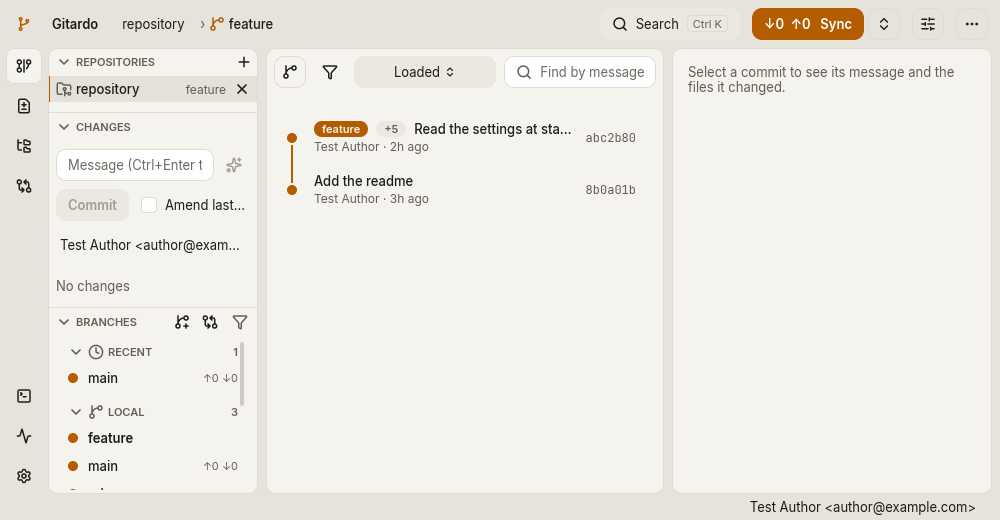 Gitardo repository › feature Search Ctrl K ↓0 ↑0 Sync
REPOSITORIES
repository feature
CHANGES
Message (Ctrl+Enter t
Commit Amend last...
Test Author <author@exam...
No changes
BRANCHES
RECENT 1
main ↑0 ↓0
LOCAL 3
feature
main ↑0 ↓0
Loaded Find by message
feature +5 Read the settings at sta... abc2b80
Test Author · 2h ago
Add the readme 8b0a01b
Test Author · 3h ago
Select a commit to see its message and the
files it changed.
Test Author <author@example.com>